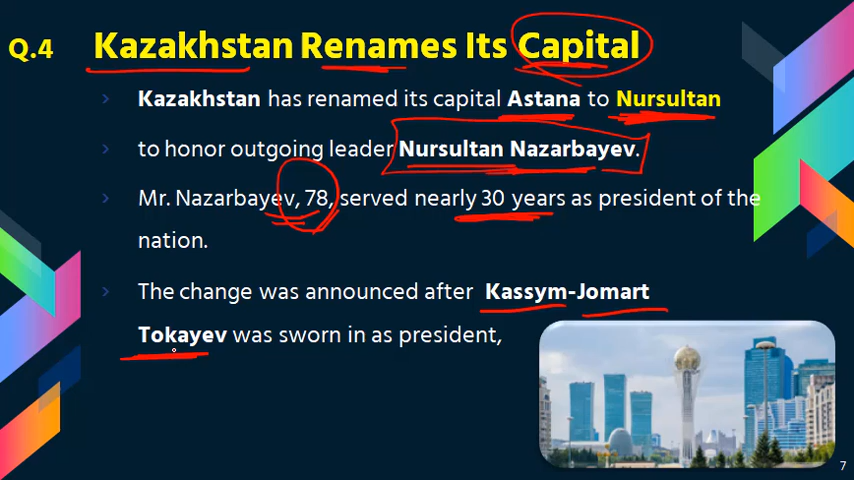 Q.4 Kazakhstan Renames Its Capital
Kazakhstan has renamed its capital Astana to Nursultan
to honor outgoing leader Nursultan Nazarbayev.
Mr. Nazarbayev, 78, served nearly 30 years as president of the
nation.
The change was announced after Kassym-Jomart
Tokayev was sworn in as president,
7